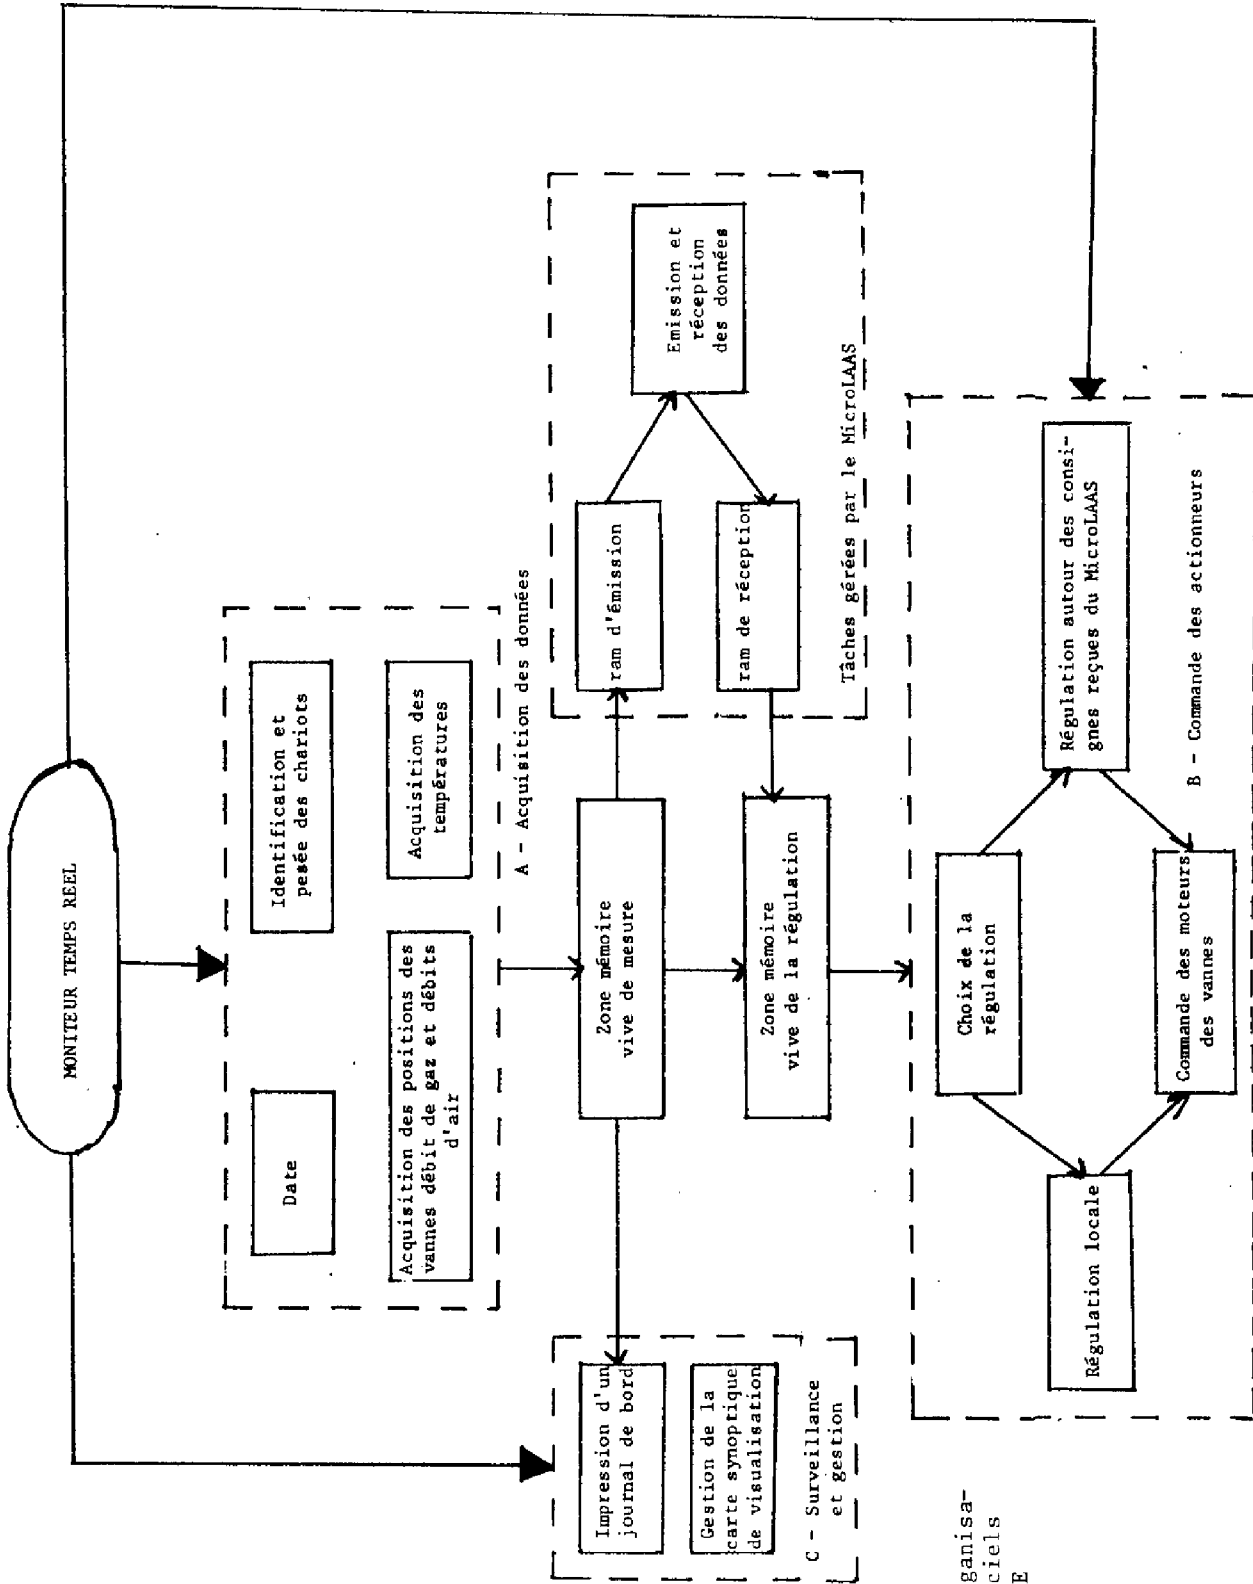 MONITEUR TEMPS REEL
Date
Identification et
pesée des chariots
Acquisition des positions des
vannes débit de gaz et débits
d'air
Acquisition des
températures
A - Acquisition des données
Impression d'un
journal de bord
Gestion de la
carte synoptique
de visualisation
C - Surveillance
et gestion
Zone mémoire
vive de mesure
Zone mémoire
vive de la régulation
ram d'émission
ram de réception
Emission et
réception
des données
Tâches gérées par le MicroLAAS
Choix de la
régulation
Régulation locale
Régulation autour des consi-
gnes reçues du MicroLAAS
Commande des moteurs
des vannes
B - Commande des actionneurs
ganisa-
ciels
E